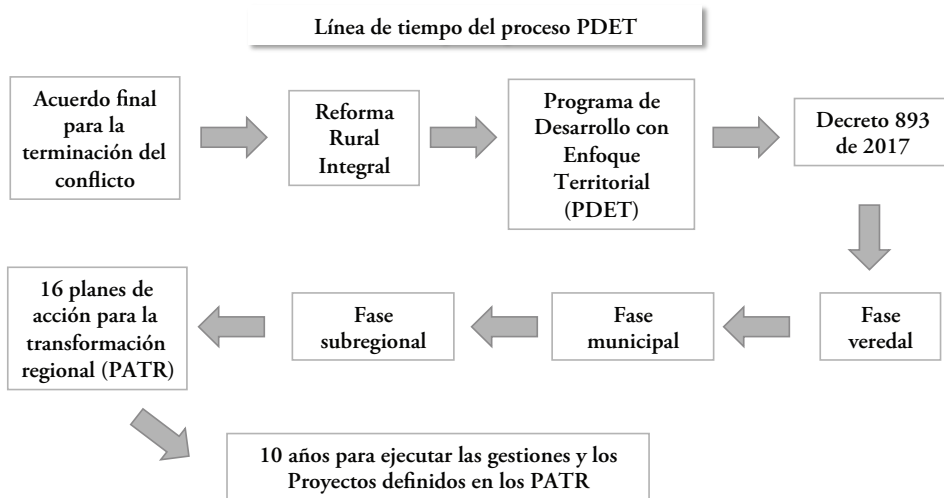 Línea de tiempo del proceso PDET
Acuerdo final
para la
terminación del
conflicto
Reforma
Rural
Integral
Programa de
Desarrollo con
Enfoque
Territorial
(PDET)
Decreto 893
de 2017
Fase
veredal
Fase
municipal
Fase
subregional
16 planes de
acción para la
transformación
regional (PATR)
10 años para ejecutar las gestiones y los
Proyectos definidos en los PATR